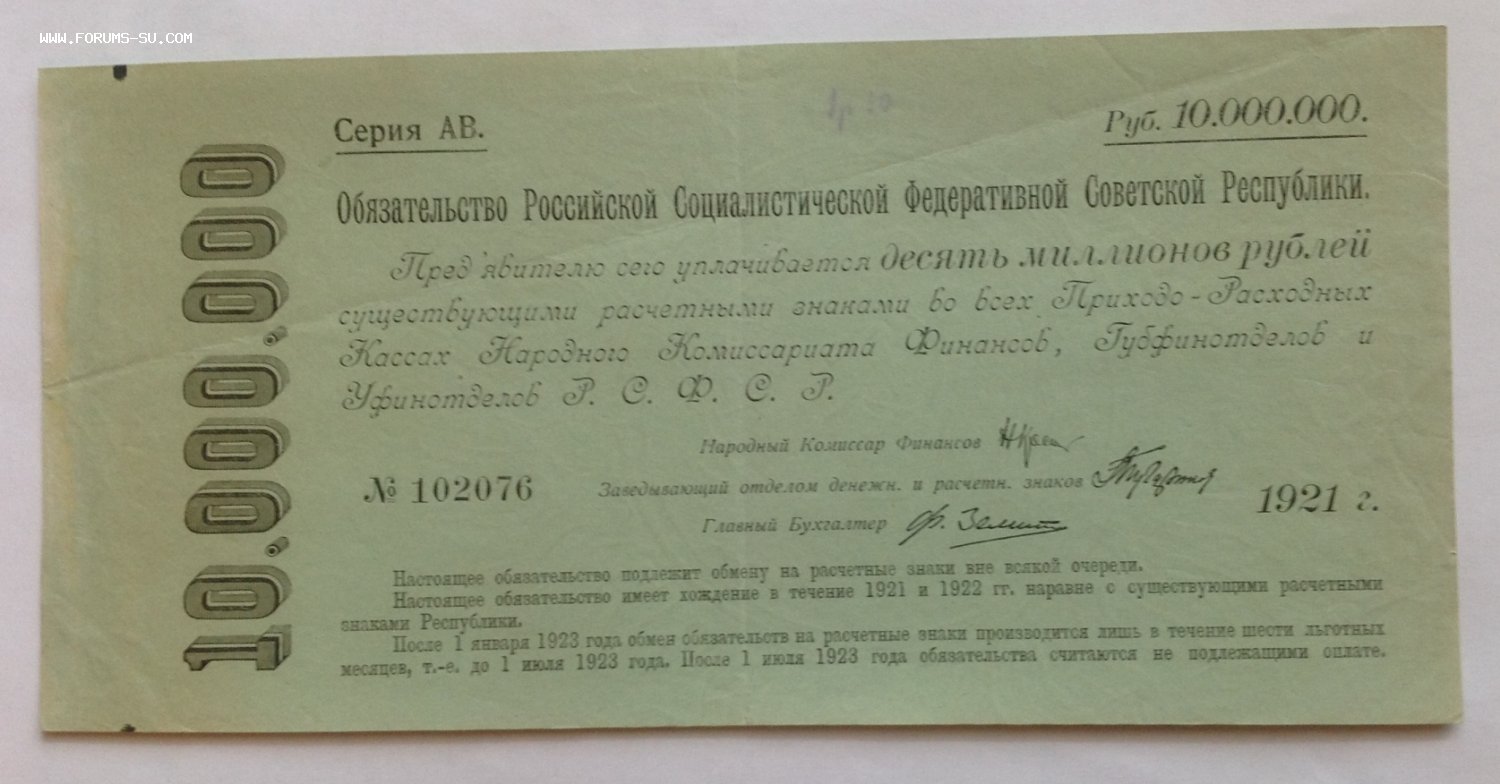 WWW.FORUMS-SU.COM
Серия АВ.
Руб. 10.000.000.
10.000.000
Обязательство Российской Социалистической Федеративной Советской Республики.
Пред'явителю сего уплачивается десять миллионов рублей
существующими расчетными знаками во всех Приходо-Расходных
Кассах Народного Комиссариата Финансов, Губфинотделов и
Уфинотделов Р. С. Ф. С. Р.
Народный Комиссар Финансов
№ 102076
Заведывающий отделом денежн. и расчетн. знаков
1921 г.
Главный Бухгалтер
Настоящее обязательство подлежит обмену на расчетные знаки вне всякой очереди.
Настоящее обязательство имеет хождение в течение 1921 и 1922 гг. наравне с существующими расчетными
знаками Республики.
После 1 января 1923 года обмен обязательств на расчетные знаки производится лишь в течение шести льготных
месяцев, т.-е. до 1 июля 1923 года. После 1 июля 1923 года обязательства считаются не подлежащими оплате.